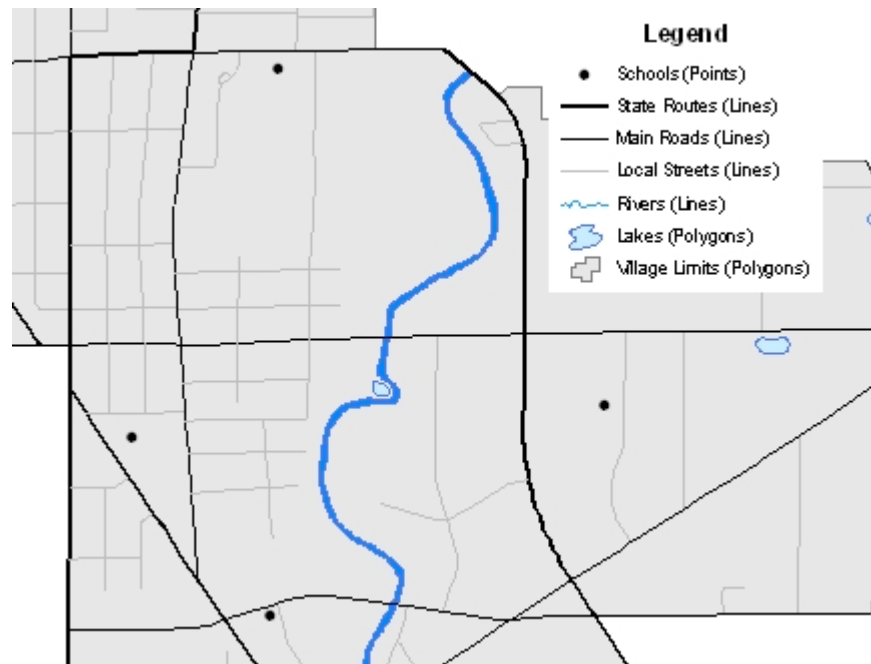 Legend
Schools (Points)
State Routes (Lines)
Main Roads (Lines)
Local Streets (Lines)
Rivers (Lines)
Lakes (Polygons)
Village Limits (Polygons)